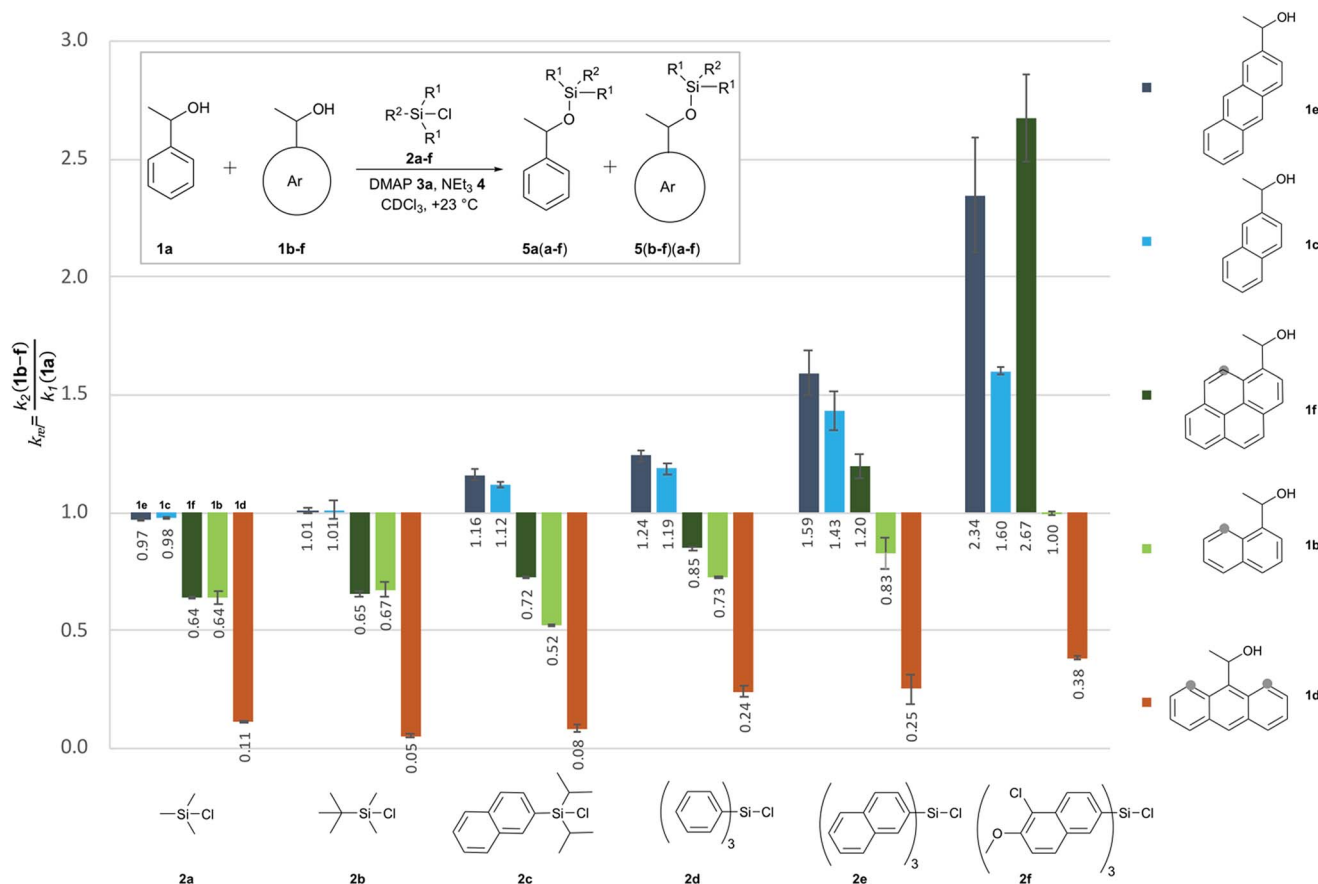 3.0
2.5
2.0
1.5
1.0
0.5
0.0
k_rel = k₂(1b–f) / k₁(1a)
OH
OH
R¹ R² Si R¹ O
R¹ R² Si R¹ O
R¹
R²-Si-Cl
R¹
2a-f
+
Ar
DMAP 3a, NEt₃ 4
CDCl₃, +23 °C
+
Ar
1a
1b-f
5a(a-f)
5(b-f)(a-f)
1e 1c 1f 1b 1d
0.97 0.98 0.64 0.64 0.11
1.01 1.01 0.65 0.67 0.05
1.16 1.12 0.72 0.52 0.08
1.24 1.19 0.85 0.73 0.24
1.59 1.43 1.20 0.83 0.25
2.34 1.60 2.67 1.00 0.38
Si-Cl
Si-Cl
Si-Cl
Si-Cl
3
Si-Cl
3
Cl
O
Si-Cl
3
2a 2b 2c 2d 2e 2f
OH
1e
OH
1c
OH
1f
OH
1b
OH
1d